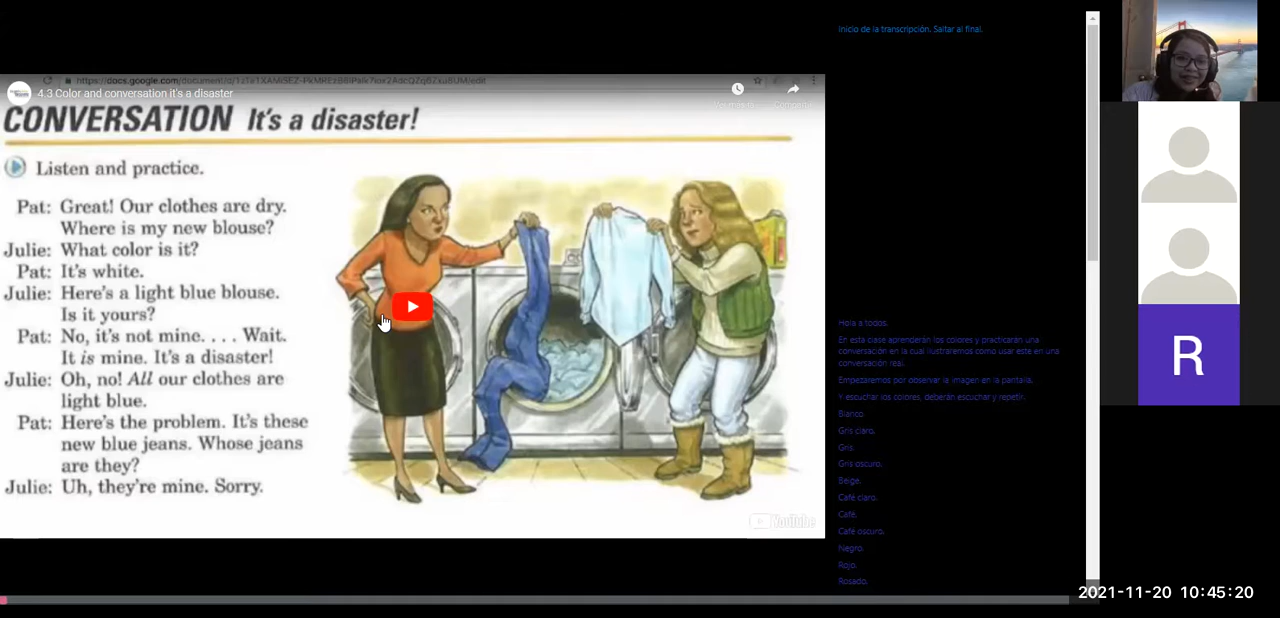 4.3 Color and conversation it's a disaster
CONVERSATION It's a disaster!
Listen and practice.
Pat: Great! Our clothes are dry.
Where is my new blouse?
Julie: What color is it?
Pat: It's white.
Julie: Here's a light blue blouse.
Is it yours?
Pat: No, it's not mine. . . . Wait.
It is mine. It's a disaster!
Julie: Oh, no! All our clothes are
light blue.
Pat: Here's the problem. It's these
new blue jeans. Whose jeans
are they?
Julie: Uh, they're mine. Sorry.
YouTube
Inicio de la transcripción. Saltar al final.
Hola a todos.
En esta clase aprenderán los colores y practicarán una
conversación en la cual ilustraremos como usar este en una
conversación real.
Empezaremos por observar la imagen en la pantalla.
Y escuchar los colores, deberán escuchar y repetir.
Blanco
Gris claro.
Gris.
Gris oscuro.
Beige.
Café claro.
Café.
Café oscuro.
Negro.
Rojo.
Rosado.
R
2021-11-20 10:45:20